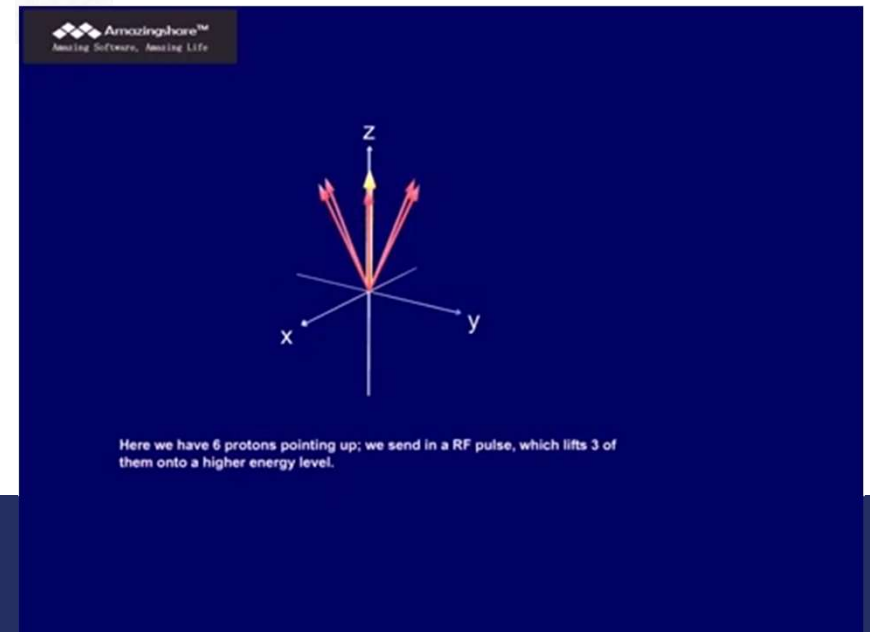 Amazingshare™
Amazing Software, Amazing Life
z
x
y
Here we have 6 protons pointing up; we send in a RF pulse, which lifts 3 of
them onto a higher energy level.